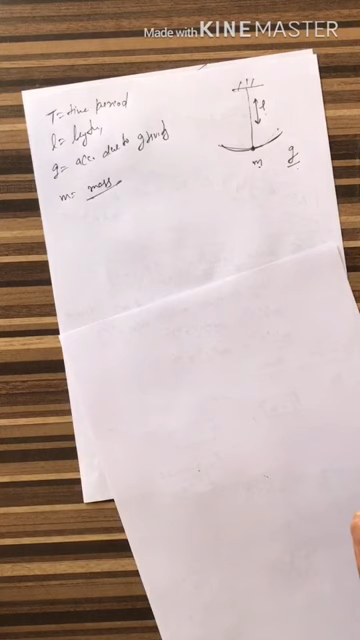 Made with KINEMASTER
T= time period
l= length
g= acc. due to gravity
m= mass
l
m
g